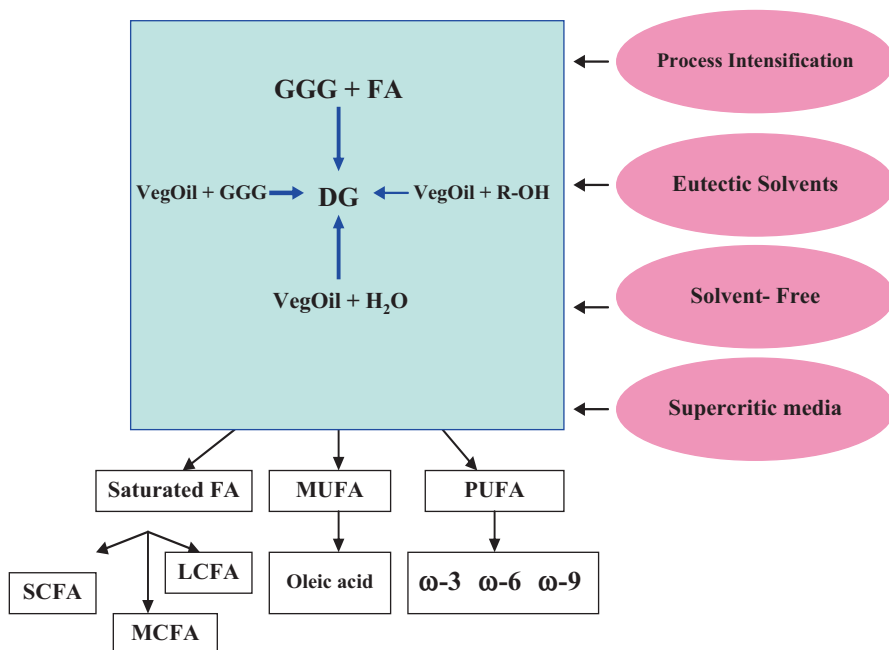 Process Intensification
GGG + FA
VegOil + GGG
DG
VegOil + R-OH
Eutectic Solvents
VegOil + H₂O
Solvent- Free
Supercritic media
Saturated FA
MUFA
PUFA
SCFA
MCFA
LCFA
Oleic acid
ω-3 ω-6 ω-9